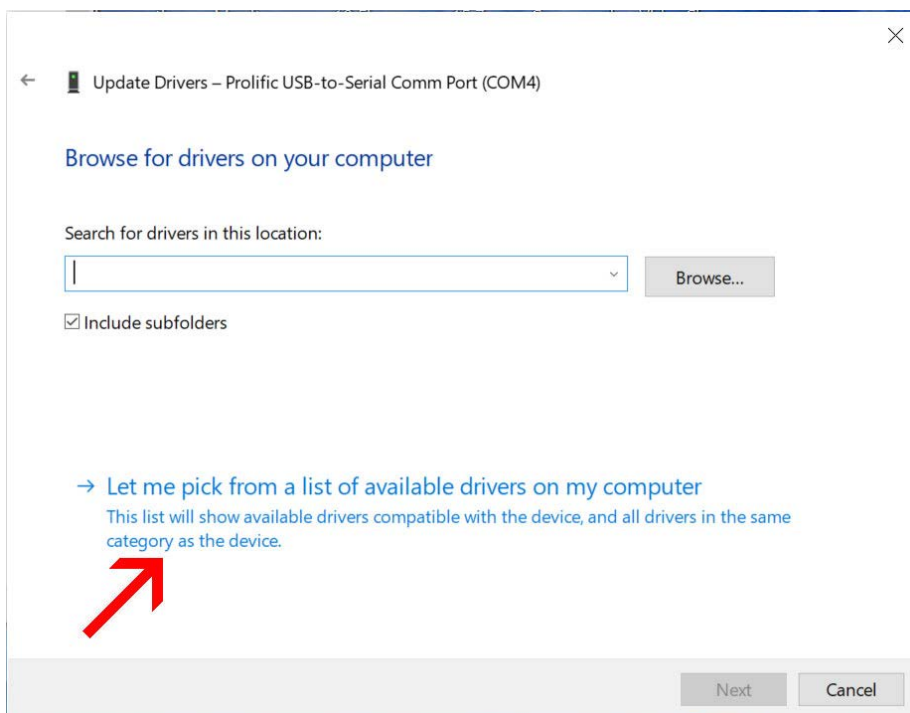 Update Drivers – Prolific USB-to-Serial Comm Port (COM4)
Browse for drivers on your computer
Search for drivers in this location:
Browse...
Include subfolders
Let me pick from a list of available drivers on my computer
This list will show available drivers compatible with the device, and all drivers in the same
category as the device.
Next
Cancel